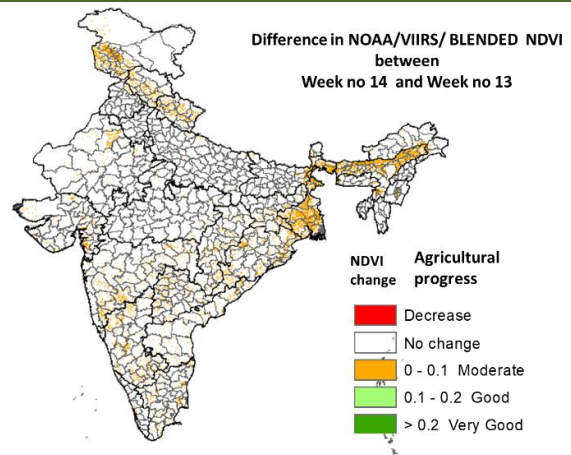 Difference in NOAA/VIIRS/ BLENDED NDVI
between
Week no 14 and Week no 13
NDVI change
Agricultural progress
Decrease
No change
0 - 0.1 Moderate
0.1 - 0.2 Good
> 0.2 Very Good